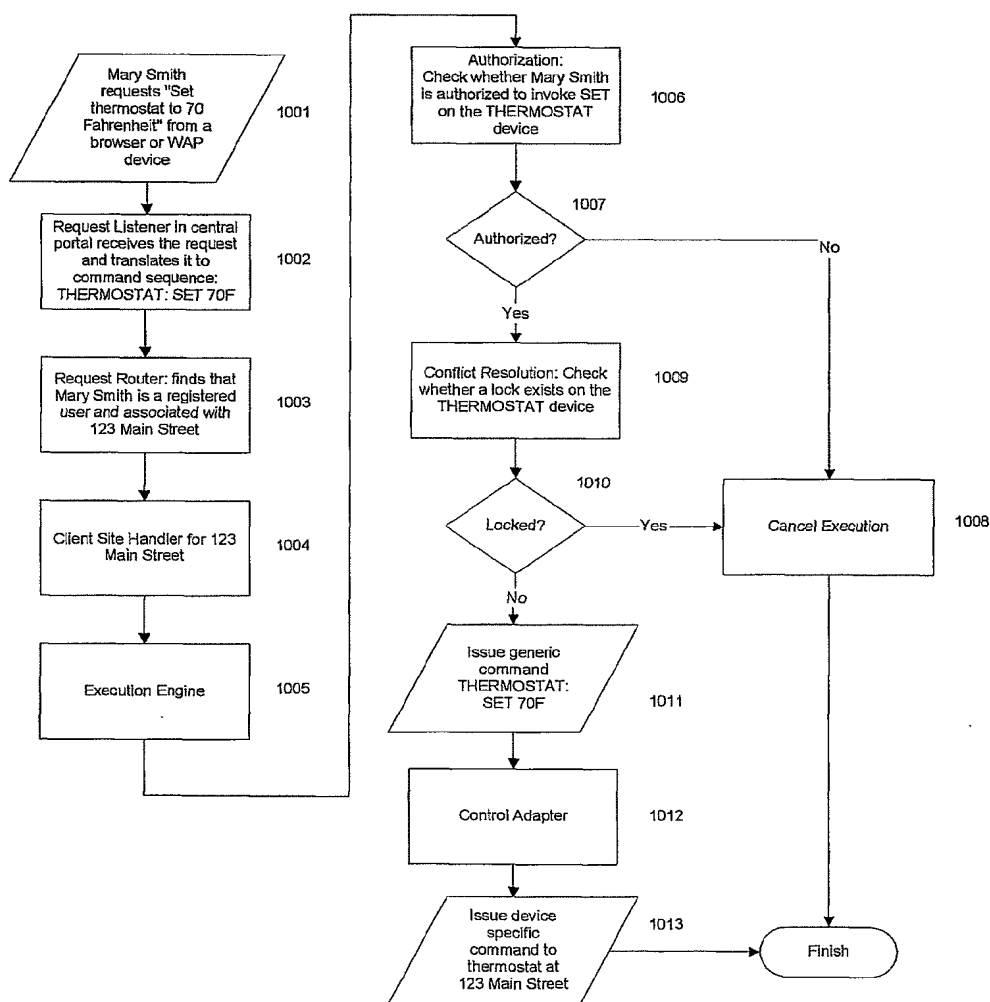 Mary Smith
requests "Set
thermostat to 70
Fahrenheit" from a
browser or WAP
device
1001
Request Listener in central
portal receives the request
and translates it to
command sequence:
THERMOSTAT: SET 70F
1002
Request Router: finds that
Mary Smith is a registered
user and associated with
123 Main Street
1003
Client Site Handler for 123
Main Street
1004
Execution Engine
1005
Authorization:
Check whether Mary Smith
is authorized to invoke SET
on the THERMOSTAT
device
1006
1007
Authorized?
No
Yes
Conflict Resolution: Check
whether a lock exists on the
THERMOSTAT device
1009
1010
Locked?
Yes
Cancel Execution
1008
No
Issue generic
command
THERMOSTAT:
SET 70F
1011
Control Adapter
1012
Issue device
specific
command to
thermostat at
123 Main Street
1013
Finish